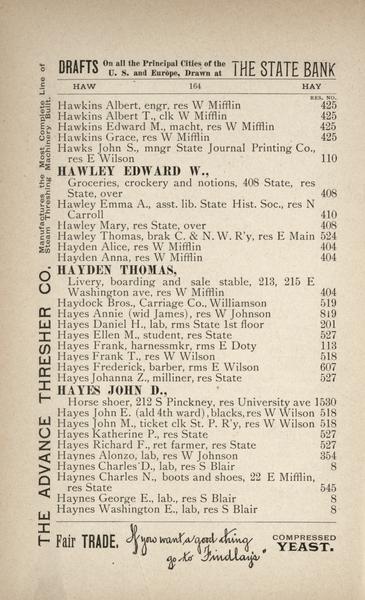 DRAFTS On all the Principal Cities of the U. S. and Europe, Drawn at THE STATE BANK
HAW 164 HAY
RES. NO.
Hawkins Albert, engr, res W Mifflin 425
Hawkins Albert T., clk W Mifflin 425
Hawkins Edward M., macht, res W Mifflin 425
Hawkins Grace, res W Mifflin 425
Hawks John S., mngr State Journal Printing Co.,
res E Wilson 110
HAWLEY EDWARD W.,
Groceries, crockery and notions, 408 State, res
State, over 408
Hawley Emma A., asst. lib. State Hist. Soc., res N
Carroll 410
Hawley Mary, res State, over 408
Hawley Thomas, brak C. & N. W. R'y, res E Main 524
Hayden Alice, res W Mifflin 404
Hayden Anna, res W Mifflin 404
HAYDEN THOMAS,
Livery, boarding and sale stable, 213, 215 E
Washington ave, res W Mifflin 404
Haydock Bros., Carriage Co., Williamson 519
Hayes Annie (wid James), res W Johnson 849
Hayes Daniel H., lab, rms State 1st floor 201
Hayes Ellen M., student, res State 527
Hayes Frank, harnessmkr, rms E Doty 113
Hayes Frank T., res W Wilson 518
Hayes Frederick, barber, rms E Wilson 607
Hayes Johanna Z., milliner, res State 527
HAYES JOHN D.,
Horse shoer, 212 S Pinckney, res University ave 1530
Hayes John E. (ald 4th ward), blacks, res W Wilson 518
Hayes John M., ticket clk St. P. R'y, res W Wilson 518
Hayes Katherine P., res State 527
Hayes Richard F., ret farmer, res State 527
Haynes Alonzo, lab, res W Johnson 354
Haynes Charles D., lab, res S Blair 8
Haynes Charles N., boots and shoes, 22 E Mifflin,
res State 545
Haynes George E., lab., res S Blair 8
Haynes Washington E., lab, res S Blair 8
Fair TRADE. If you want a good thing
go to Findlay's
COMPRESSED
YEAST.
THE ADVANCE THRESHER CO. Manufactures the Most Complete Line of
Steam Threshing Machinery Built.